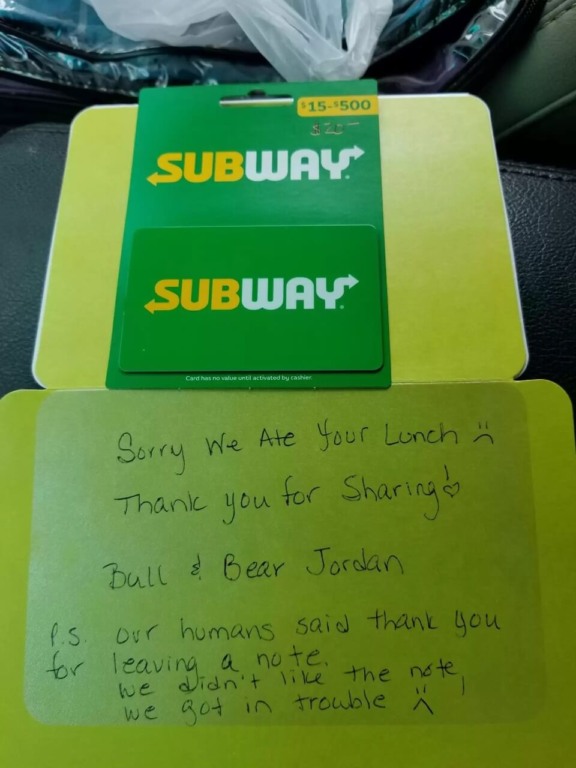 $15-$500
SUBWAY
SUBWAY
Card has no value until activated by cashier
Sorry We Ate Your Lunch
Thank you for Sharing!
Bull & Bear Jordan
P.S. our humans said thank you
for leaving a note.
we didn't like the note,
we got in trouble